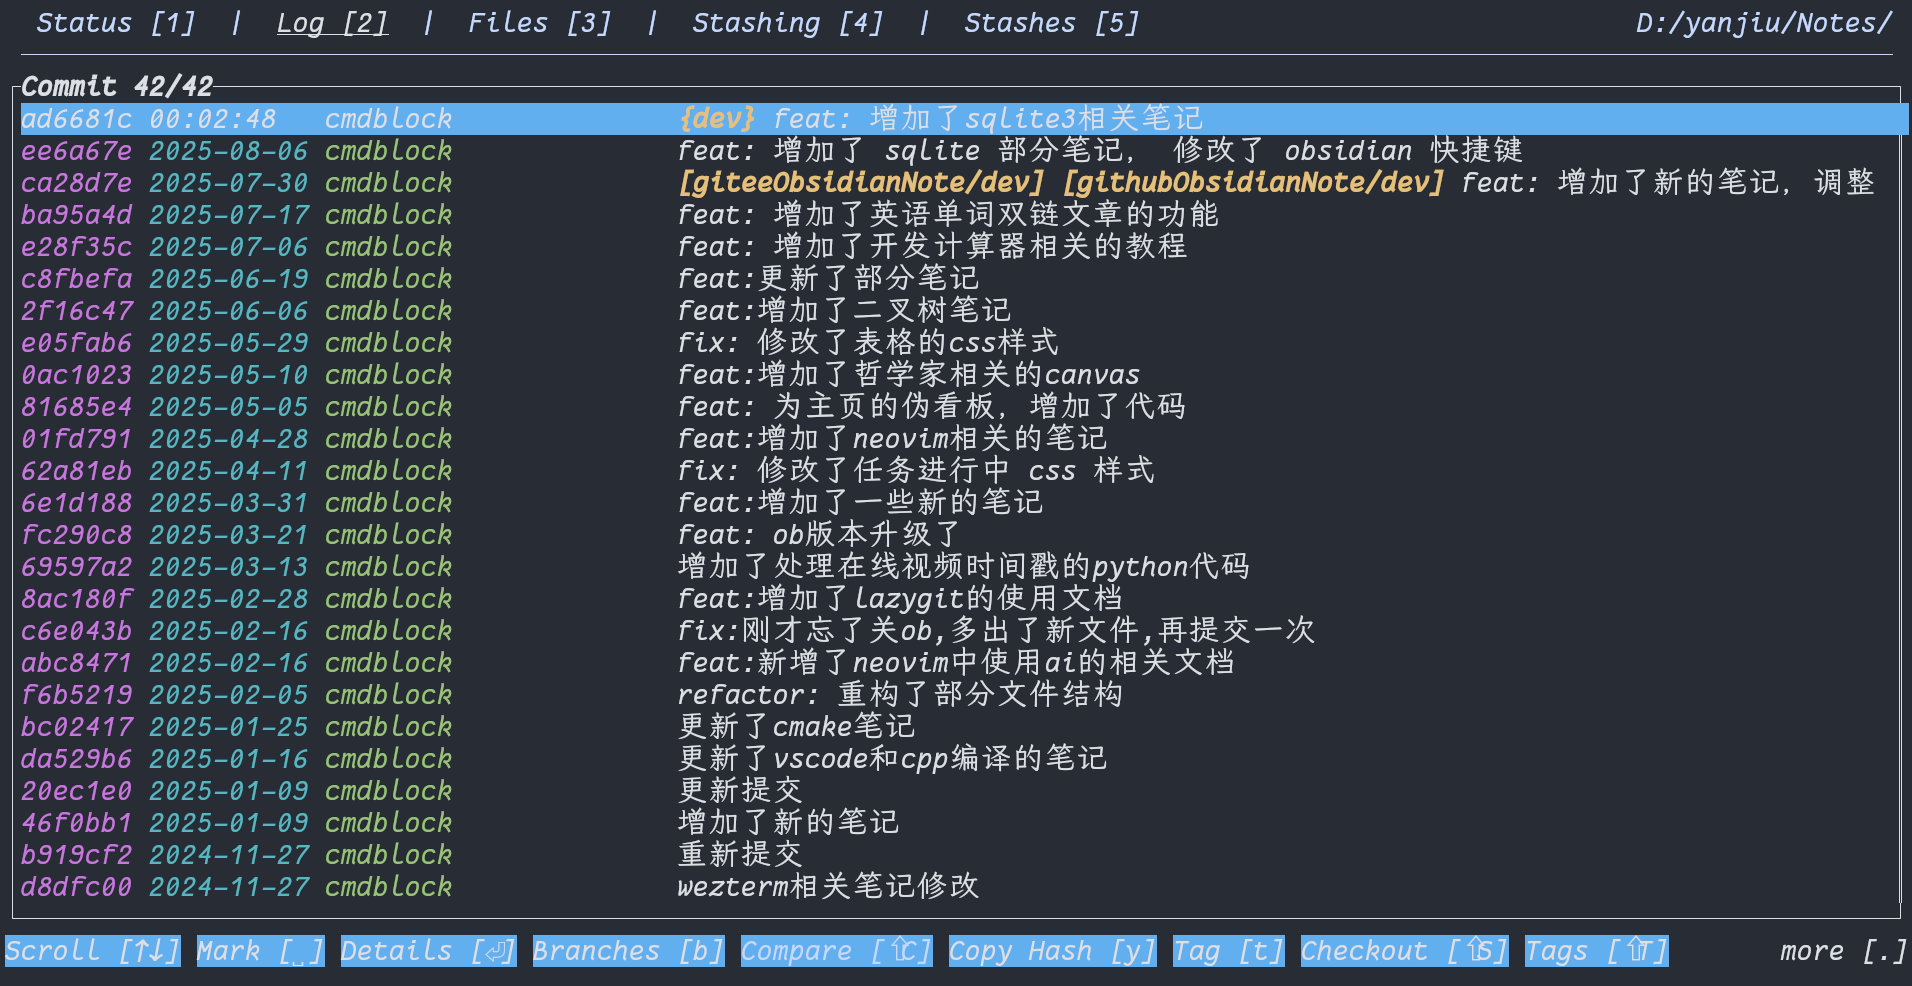 Status [1] | Log [2] | Files [3] | Stashing [4] | Stashes [5] D:/yanjiu/Notes/
Commit 42/42
ad6681c 00:02:48 cmdblock {dev} feat: 增加了sqlite3相关笔记
ee6a67e 2025-08-06 cmdblock feat: 增加了 sqlite 部分笔记, 修改了 obsidian 快捷键
ca28d7e 2025-07-30 cmdblock [giteeObsidianNote/dev] [githubObsidianNote/dev] feat: 增加了新的笔记, 调整
ba95a4d 2025-07-17 cmdblock feat: 增加了英语单词双链文章的功能
e28f35c 2025-07-06 cmdblock feat: 增加了开发计算器相关的教程
c8fbefa 2025-06-19 cmdblock feat:更新了部分笔记
2f16c47 2025-06-06 cmdblock feat:增加了二叉树笔记
e05fab6 2025-05-29 cmdblock fix: 修改了表格的css样式
0ac1023 2025-05-10 cmdblock feat:增加了哲学家相关的canvas
81685e4 2025-05-05 cmdblock feat: 为主页的伪看板, 增加了代码
01fd791 2025-04-28 cmdblock feat:增加了neovim相关的笔记
62a81eb 2025-04-11 cmdblock fix: 修改了任务进行中 css 样式
6e1d188 2025-03-31 cmdblock feat:增加了一些新的笔记
fc290c8 2025-03-21 cmdblock feat: ob版本升级了
69597a2 2025-03-13 cmdblock 增加了处理在线视频时间戳的python代码
8ac180f 2025-02-28 cmdblock feat:增加了lazygit的使用文档
c6e043b 2025-02-16 cmdblock fix:刚才忘了关ob,多出了新文件,再提交一次
abc8471 2025-02-16 cmdblock feat:新增了neovim中使用ai的相关文档
f6b5219 2025-02-05 cmdblock refactor: 重构了部分文件结构
bc02417 2025-01-25 cmdblock 更新了cmake笔记
da529b6 2025-01-16 cmdblock 更新了vscode和cpp编译的笔记
20ec1e0 2025-01-09 cmdblock 更新提交
46f0bb1 2025-01-09 cmdblock 增加了新的笔记
b919cf2 2024-11-27 cmdblock 重新提交
d8dfc00 2024-11-27 cmdblock wezterm相关笔记修改
Scroll [↑↓] Mark [␣] Details [⏎] Branches [b] Compare [⇧C] Copy Hash [y] Tag [t] Checkout [⇧S] Tags [⇧T] more [.]